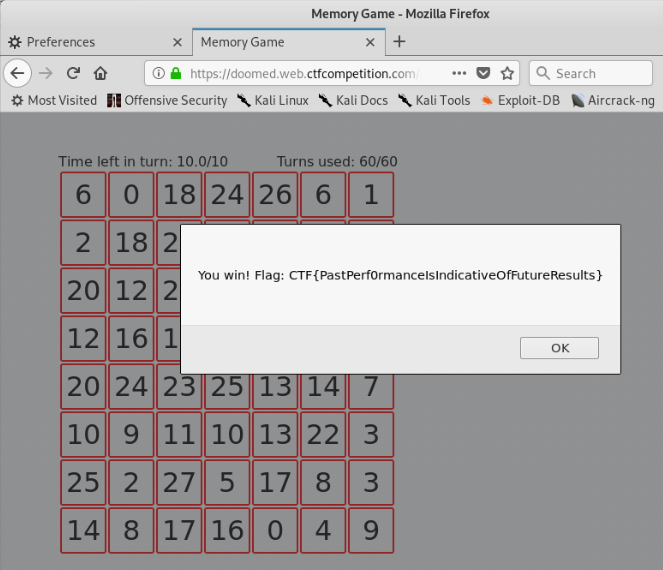 Memory Game - Mozilla Firefox
Preferences
Memory Game
https://doomed.web.ctfcompetition.com/
Search
Most Visited Offensive Security Kali Linux Kali Docs Kali Tools Exploit-DB Aircrack-ng
Time left in turn: 10.0/10 Turns used: 60/60
6 0 18 24 26 6 1
2 18 2
20 12 2
You win! Flag: CTF{PastPerf0rmanceIsIndicativeOfFutureResults}
12 16 1
OK
20 24 23 25 13 14 7
10 9 11 10 13 22 3
25 2 27 5 17 8 3
14 8 17 16 0 4 9